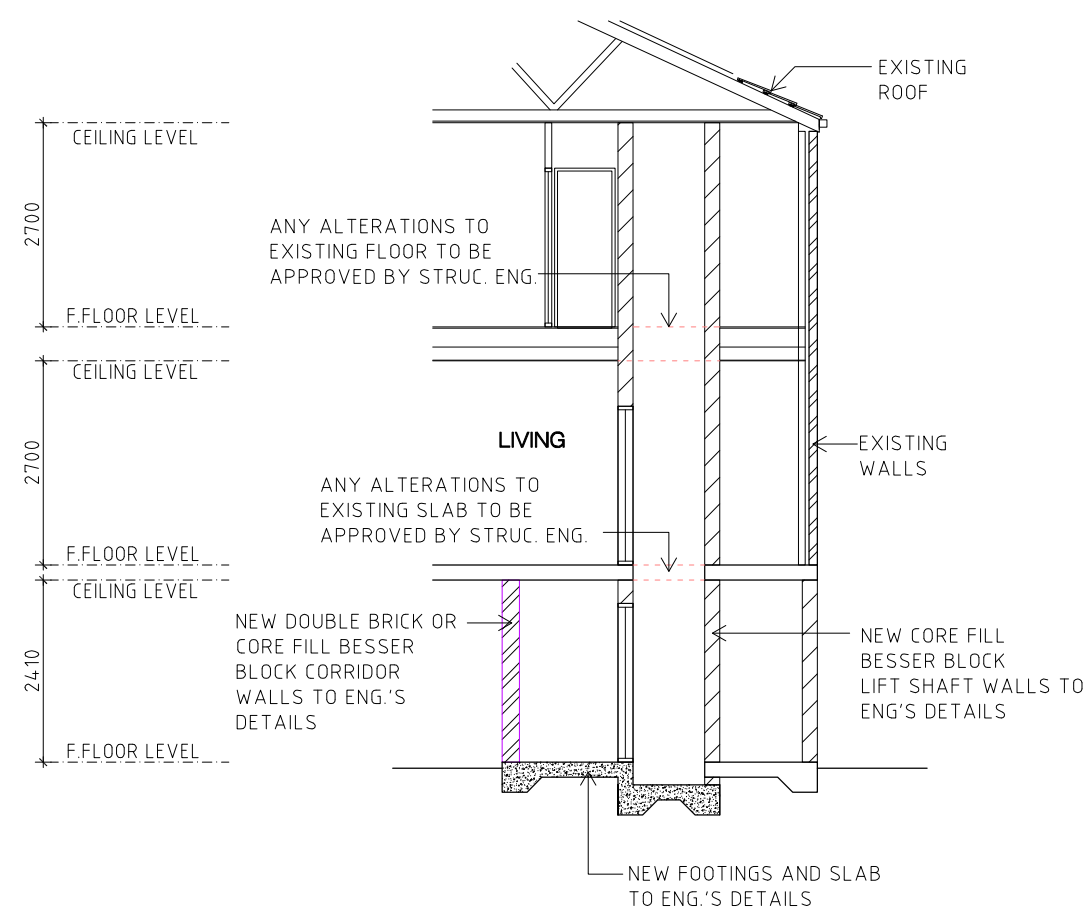 EXISTING
ROOF
CEILING LEVEL
2700
ANY ALTERATIONS TO
EXISTING FLOOR TO BE
APPROVED BY STRUC. ENG.
F.FLOOR LEVEL
CEILING LEVEL
2700
LIVING
EXISTING
WALLS
ANY ALTERATIONS TO
EXISTING SLAB TO BE
APPROVED BY STRUC. ENG.
F.FLOOR LEVEL
CEILING LEVEL
2410
NEW DOUBLE BRICK OR
CORE FILL BESSER
BLOCK CORRIDOR
WALLS TO ENG.'S
DETAILS
NEW CORE FILL
BESSER BLOCK
LIFT SHAFT WALLS TO
ENG'S DETAILS
F.FLOOR LEVEL
NEW FOOTINGS AND SLAB
TO ENG.'S DETAILS